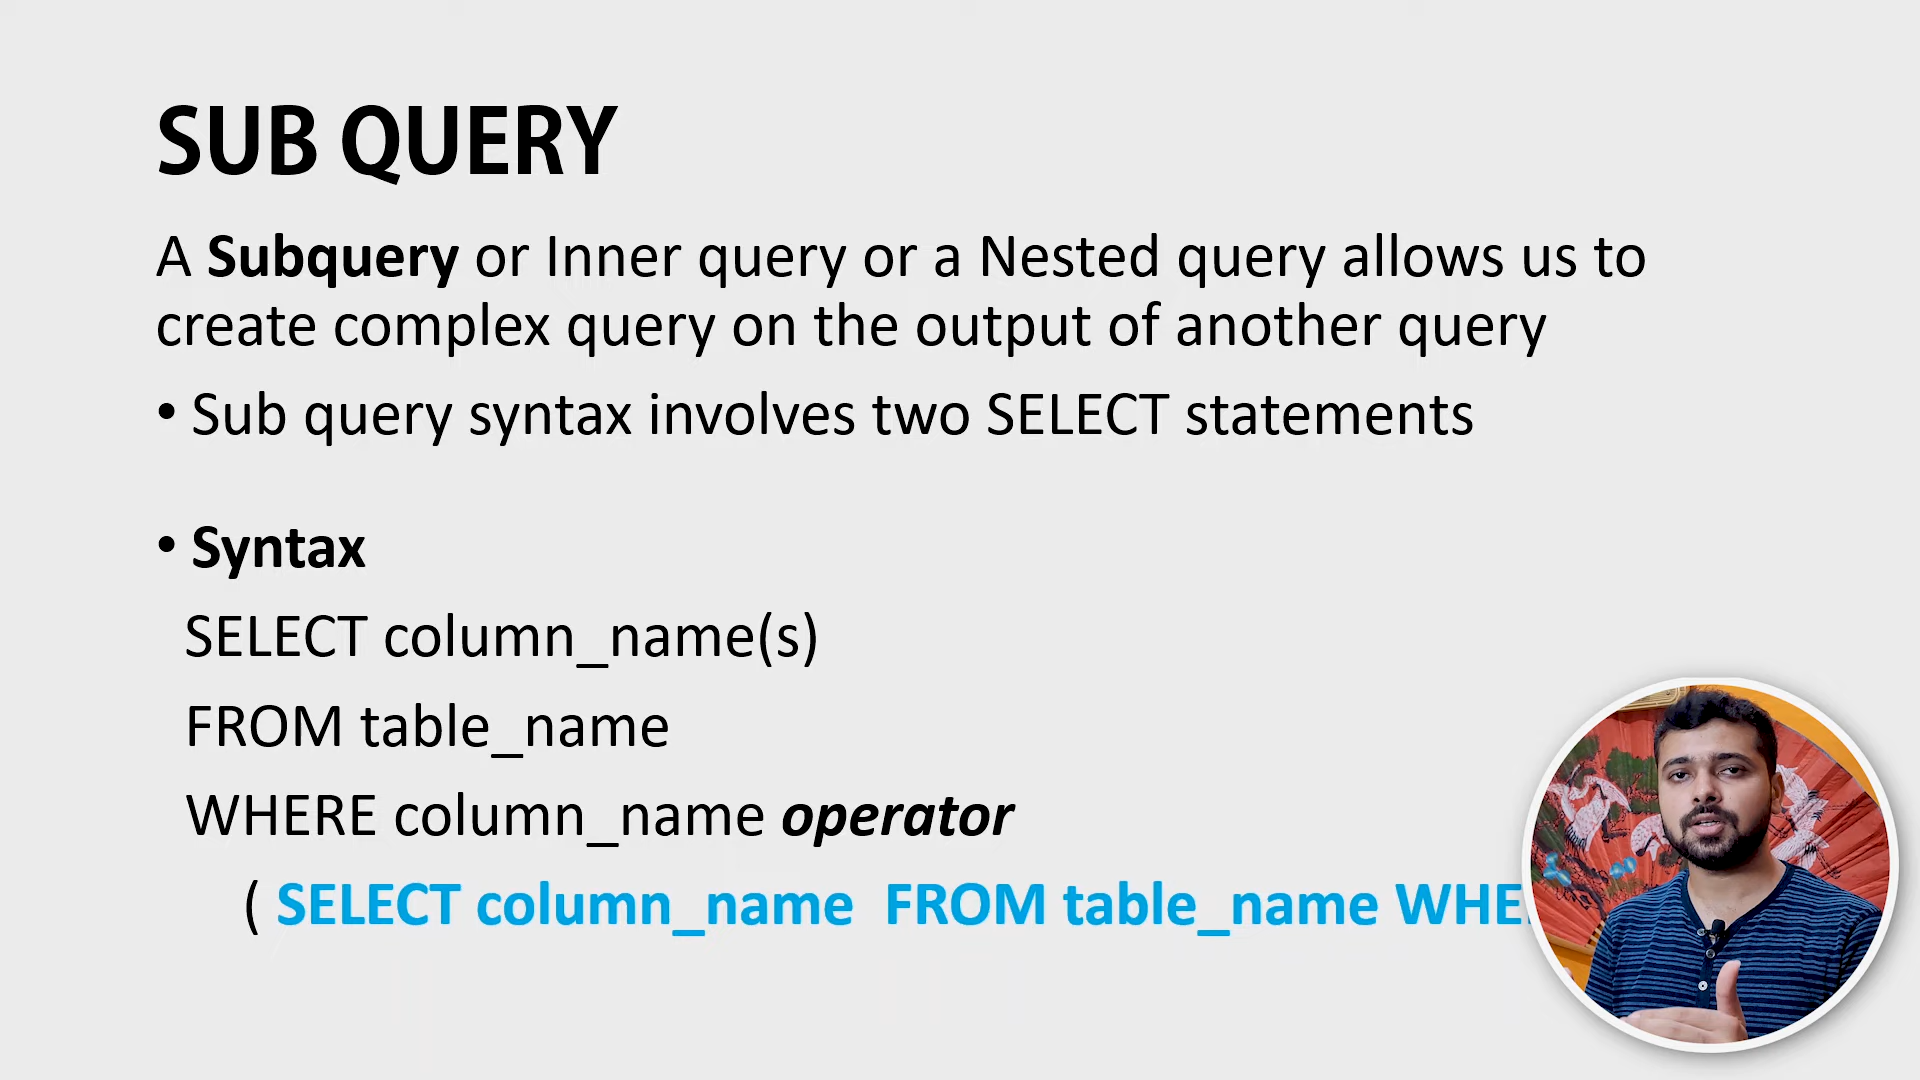 SUB QUERY
A Subquery or Inner query or a Nested query allows us to
create complex query on the output of another query
• Sub query syntax involves two SELECT statements
• Syntax
SELECT column_name(s)
FROM table_name
WHERE column_name operator
( SELECT column_name FROM table_name